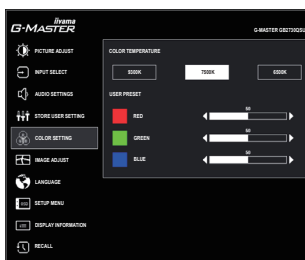 iiyama
G-MASTER
G-MASTER GB2730QSU
PICTURE ADJUST
INPUT SELECT
AUDIO SETTINGS
STORE USER SETTING
COLOR SETTING
IMAGE ADJUST
LANGUAGE
SETUP MENU
DISPLAY INFORMATION
RECALL
COLOR TEMPERATURE
9300K
7500K
6500K
USER PRESET
RED
50
GREEN
50
BLUE
50